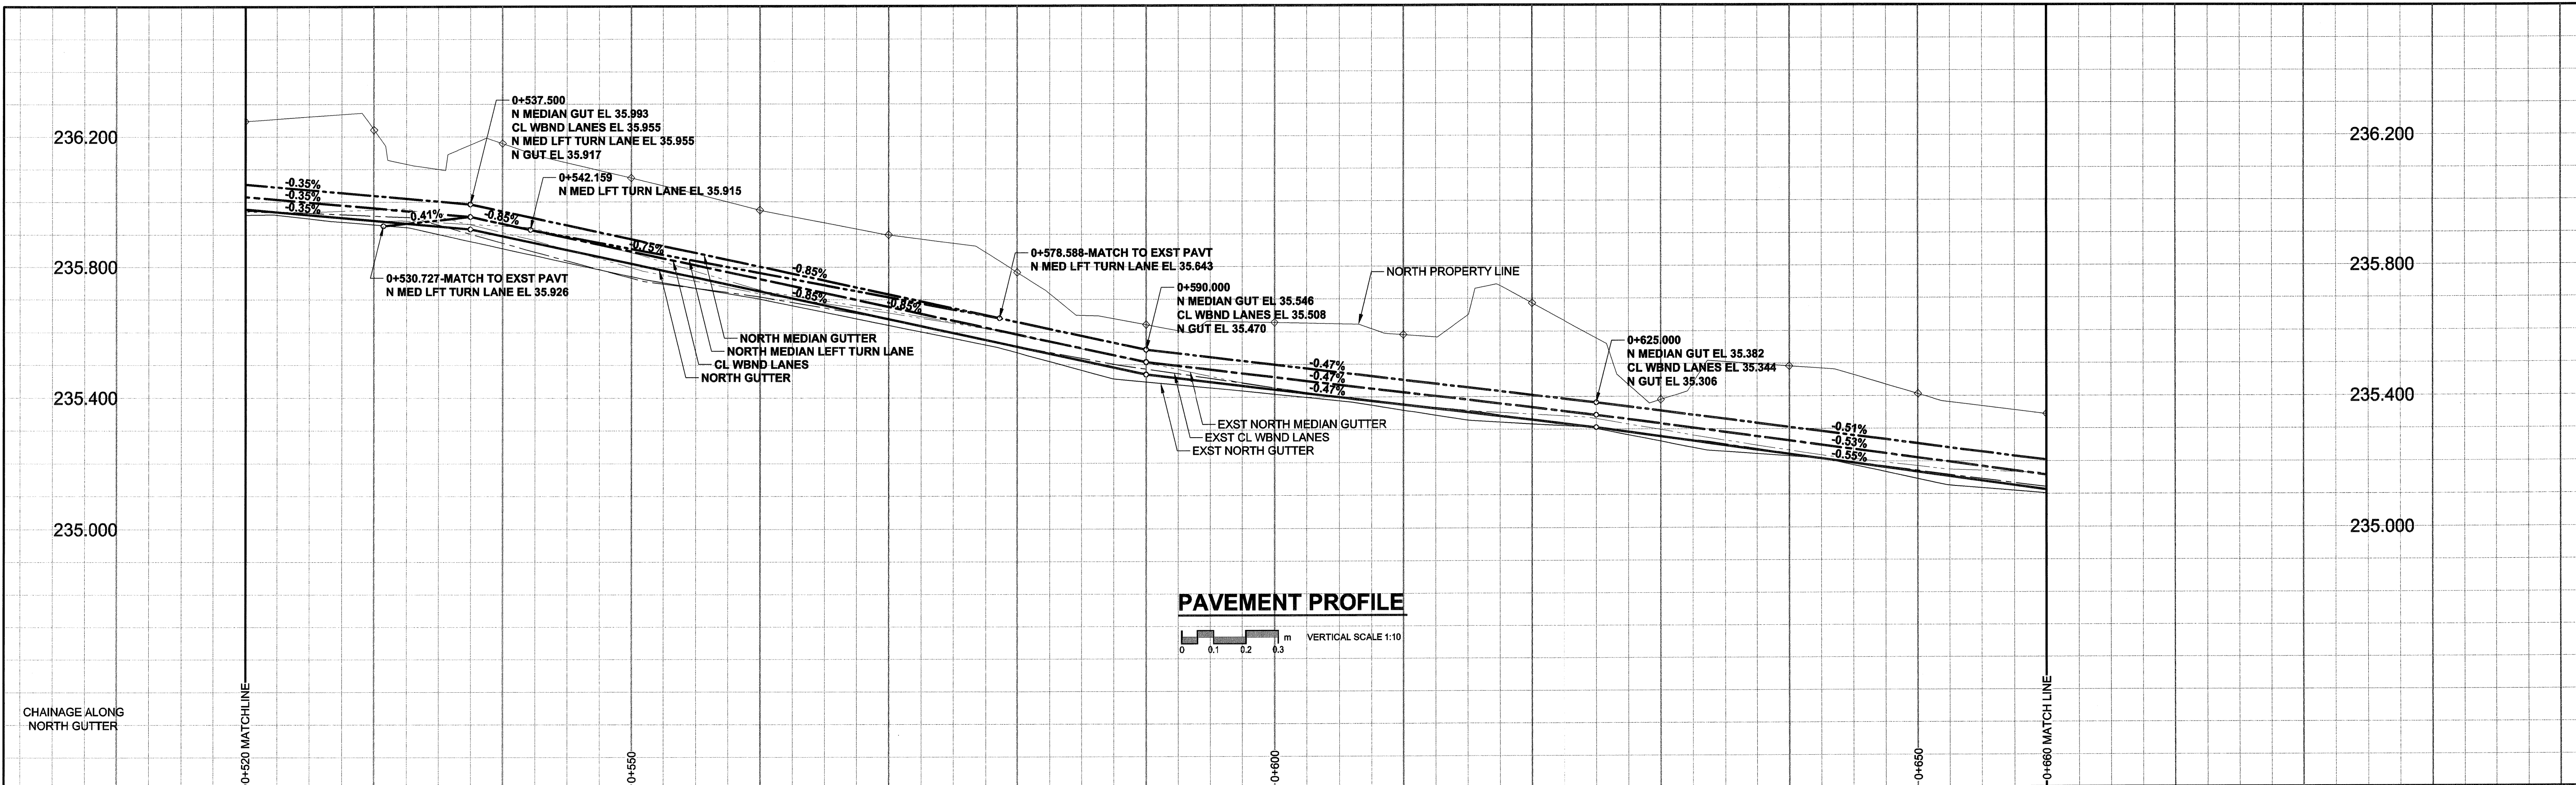 0+537.500
N MEDIAN GUT EL 35.993
CL WBND LANES EL 35.955
N MED LFT TURN LANE EL 35.955
N GUT EL 35.917
236.200
236.200
0+542.159
N MED LFT TURN LANE EL 35.915
-0.35%
-0.35%
-0.35%
0.41%
-0.85%
-0.75%
-0.85%
-0.85%
-0.85%
0+578.588-MATCH TO EXST PAVT
N MED LFT TURN LANE EL 35.643
235.800
235.800
0+530.727-MATCH TO EXST PAVT
N MED LFT TURN LANE EL 35.926
NORTH PROPERTY LINE
0+590.000
N MEDIAN GUT EL 35.546
CL WBND LANES EL 35.508
N GUT EL 35.470
NORTH MEDIAN GUTTER
NORTH MEDIAN LEFT TURN LANE
CL WBND LANES
NORTH GUTTER
0+625.000
N MEDIAN GUT EL 35.382
CL WBND LANES EL 35.344
N GUT EL 35.306
-0.47%
-0.47%
-0.47%
235.400
235.400
EXST NORTH MEDIAN GUTTER
EXST CL WBND LANES
EXST NORTH GUTTER
-0.51%
-0.53%
-0.55%
235.000
235.000
PAVEMENT PROFILE
m VERTICAL SCALE 1:10
0 0.1 0.2 0.3
CHAINAGE ALONG
NORTH GUTTER
0+520 MATCHLINE
0+550
0+600
0+650
0+660 MATCH LINE